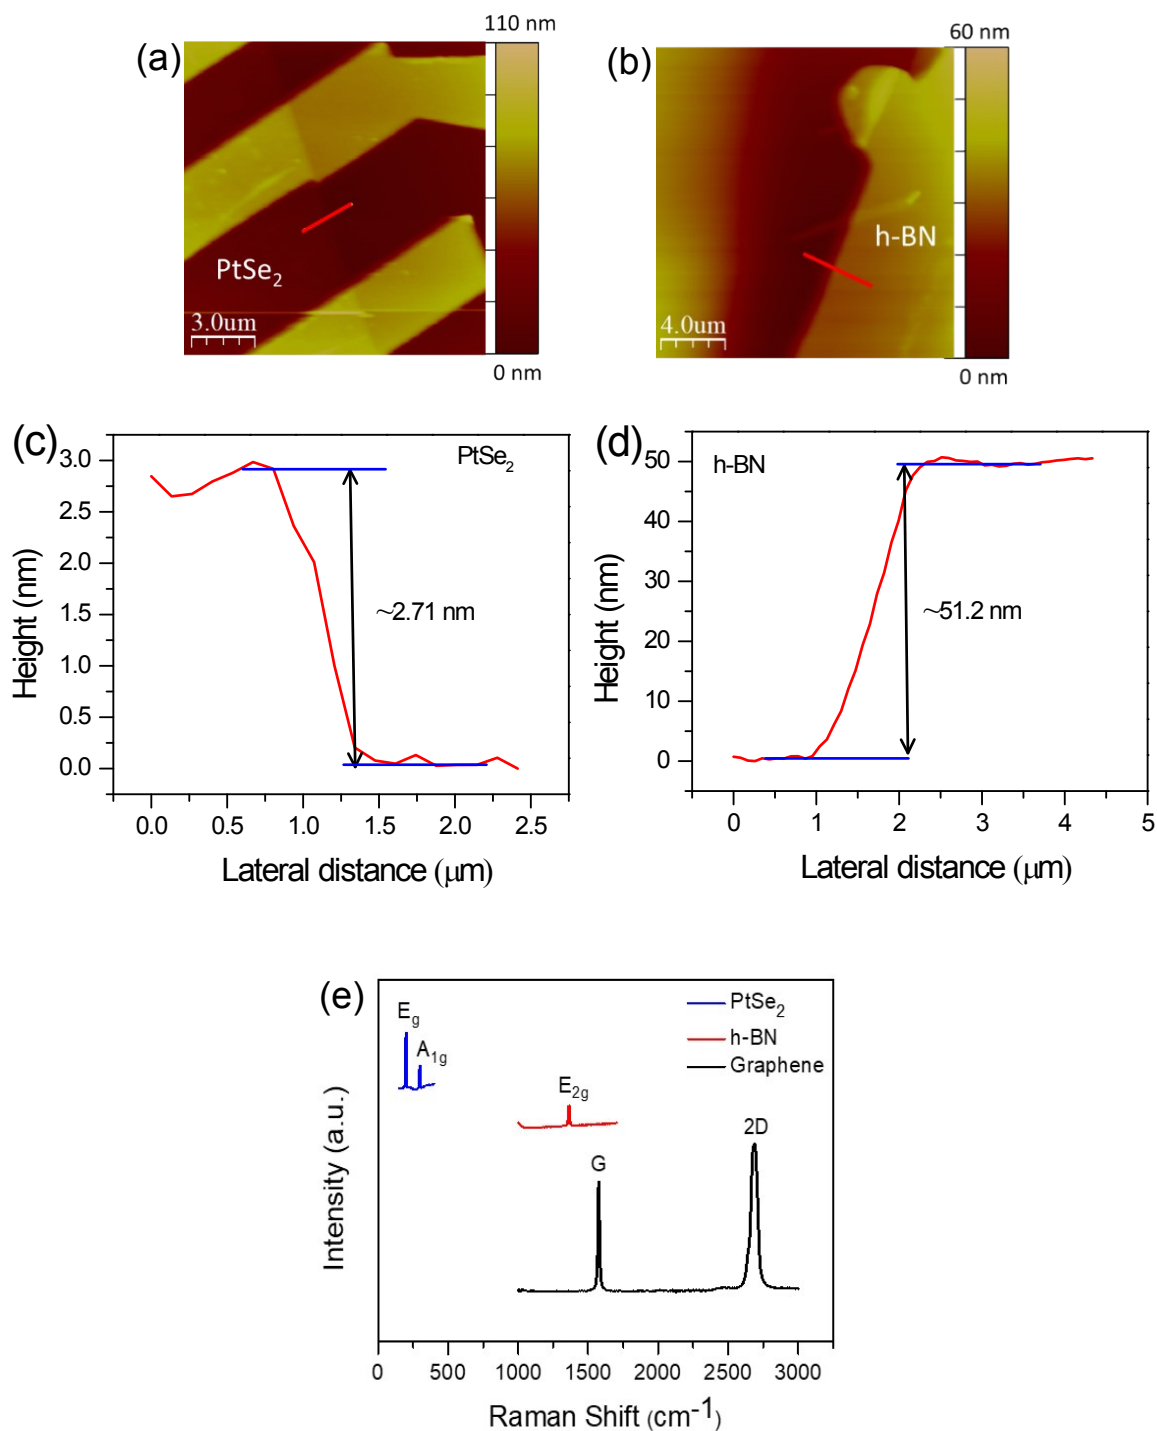 (a)
110 nm
PtSe2
3.0um
0 nm
(b)
60 nm
h-BN
4.0um
0 nm
(c)
PtSe2
3.0
2.5
2.0
1.5
1.0
0.5
0.0
~2.71 nm
Height (nm)
0.0 0.5 1.0 1.5 2.0 2.5
Lateral distance (μm)
(d)
h-BN
50
40
30
20
10
0
~51.2 nm
Height (nm)
0 1 2 3 4 5
Lateral distance (μm)
(e)
Eg
A1g
PtSe2
h-BN
Graphene
E2g
2D
G
Intensity (a.u.)
0 500 1000 1500 2000 2500 3000
Raman Shift (cm-1)